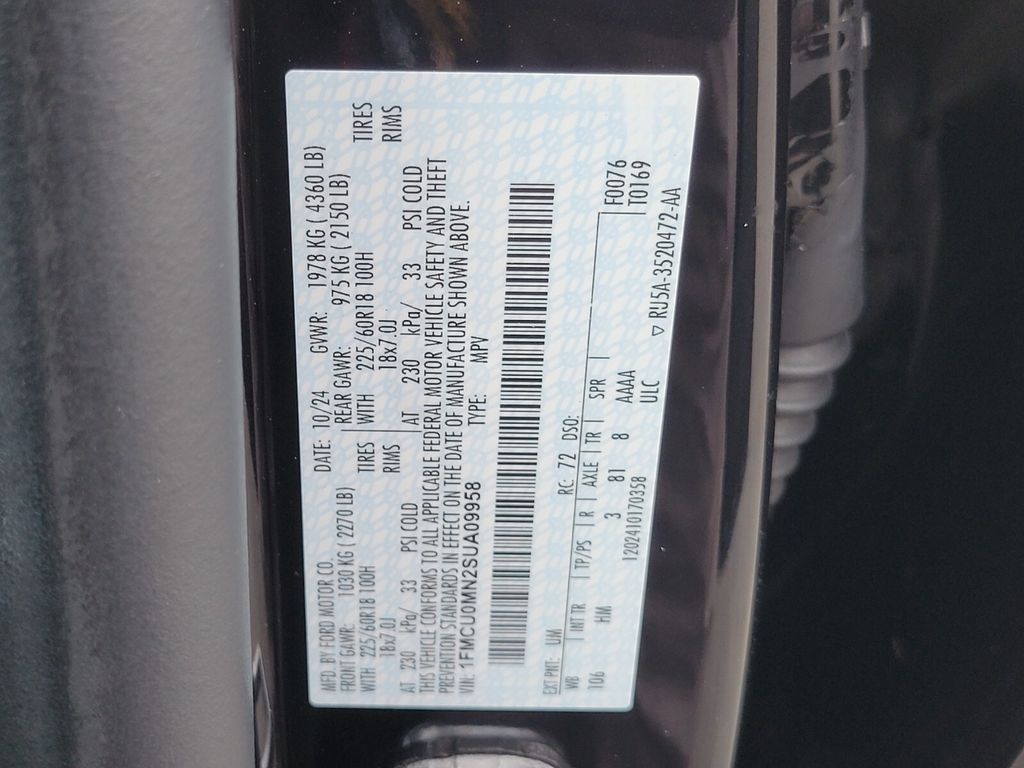 MFD. BY FORD MOTOR CO.
DATE: 10/24 GVWR: 1978 KG ( 4360 LB)
FRONT GAWR: 1030 KG ( 2270 LB) REAR GAWR: 975 KG ( 2150 LB)
WITH 225/60R18 100H TIRES WITH 225/60R18 100H TIRES
18x7.0J RIMS 18x7.0J RIMS
AT 230 kPa/ 33 PSI COLD AT 230 kPa/ 33 PSI COLD
THIS VEHICLE CONFORMS TO ALL APPLICABLE FEDERAL MOTOR VEHICLE SAFETY AND THEFT
PREVENTION STANDARDS IN EFFECT ON THE DATE OF MANUFACTURE SHOWN ABOVE.
VIN: 1FMCU0MN2SUA09958 TYPE: MPV
EXT PNT: UM RC: 72 DSO: F0076
WB INT TR TP/PS R AXLE TR SPR T0169
106 HM 3 81 8 AAAA
1202410170358 ULC ▽ RU5A-3520472-AA